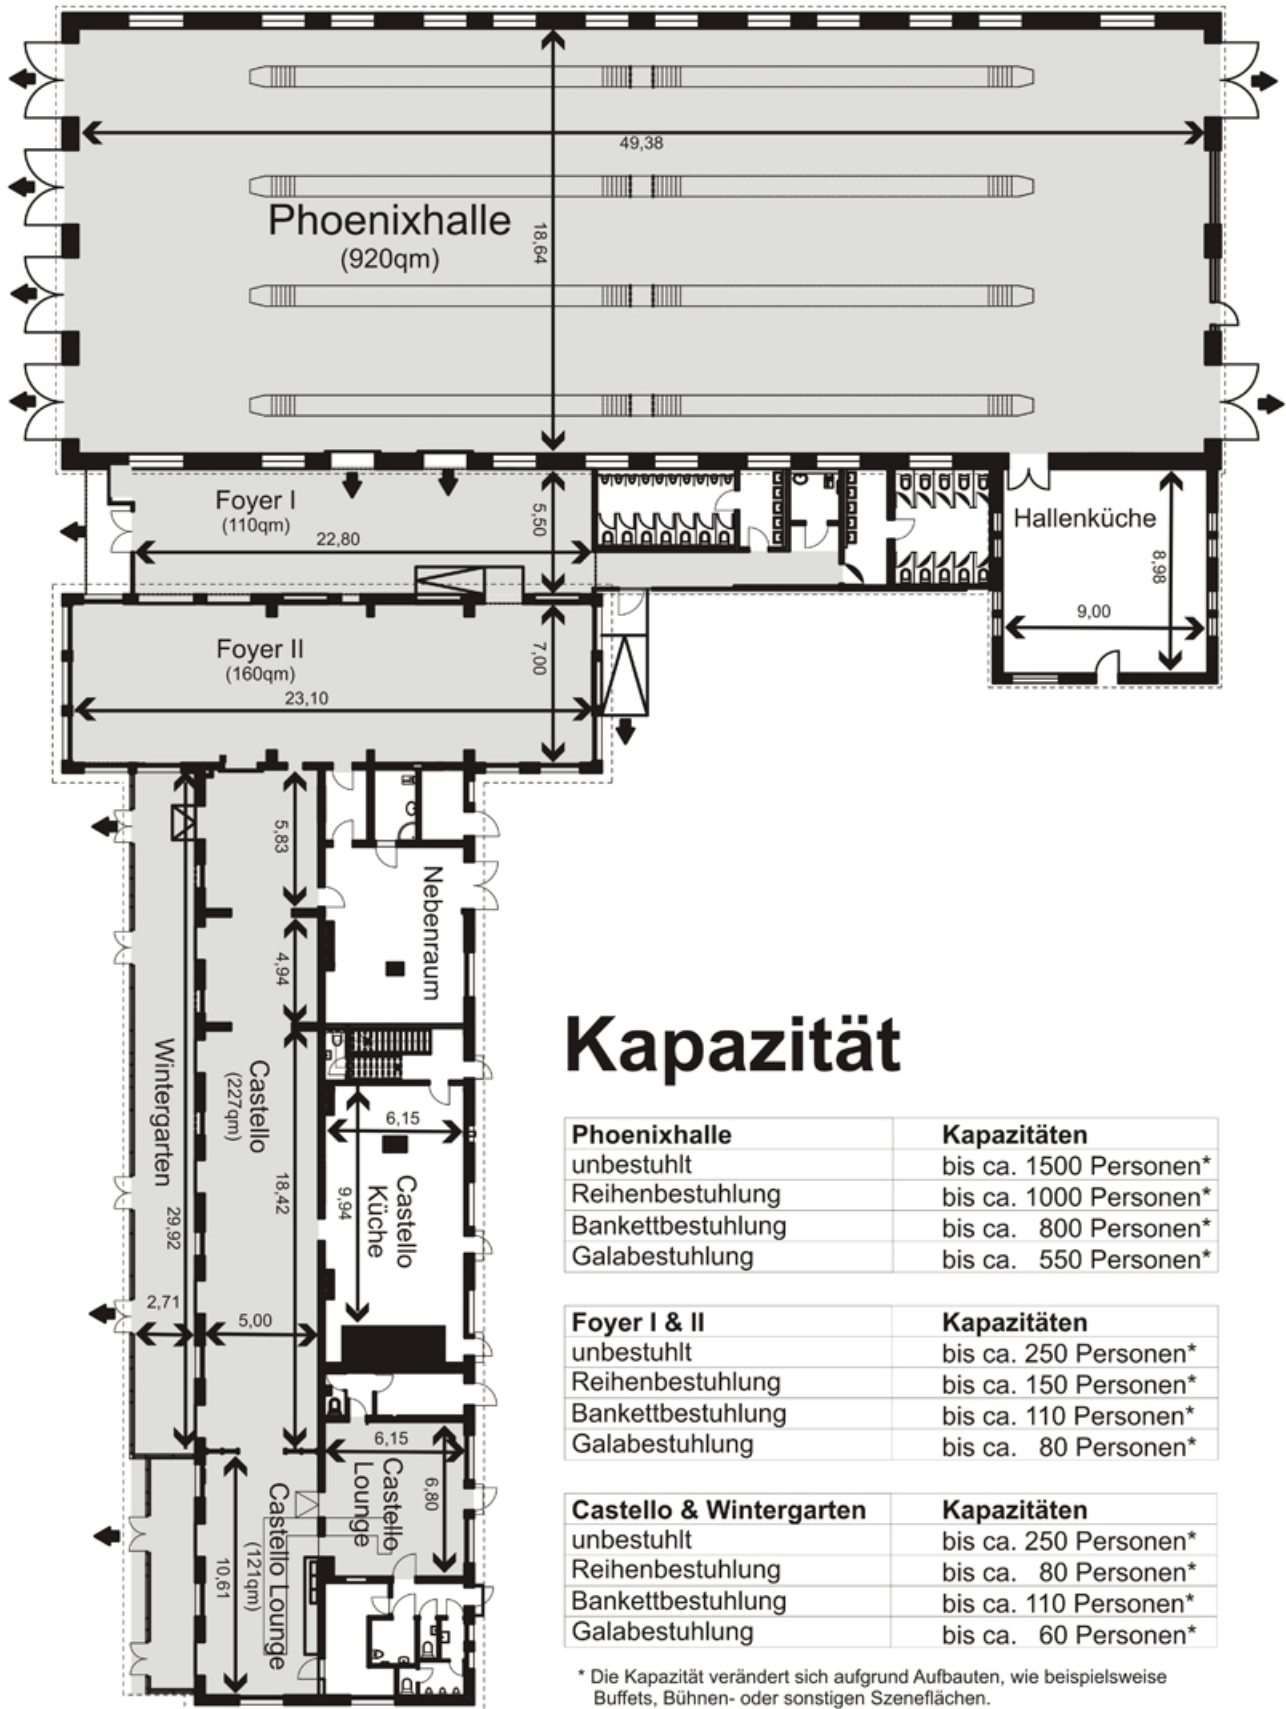 49,38
Phoenixhalle
(920qm)
18,64
Foyer I
(110qm)
22,80
5,50
Hallenküche
8,98
9,00
Foyer II
(160qm)
7,00
23,10
5,83
Nebenraum
4,94
Wintergarten
29,92
2,71
Castello
(227qm)
18,42
5,00
6,15
9,94
Castello
Küche
6,15
Castello
Lounge
6,80
Castello Lounge
(121qm)
10,61
Kapazität
Phoenixhalle Kapazitäten
unbestuhlt bis ca. 1500 Personen*
Reihenbestuhlung bis ca. 1000 Personen*
Bankettbestuhlung bis ca. 800 Personen*
Galabestuhlung bis ca. 550 Personen*
Foyer I & II Kapazitäten
unbestuhlt bis ca. 250 Personen*
Reihenbestuhlung bis ca. 150 Personen*
Bankettbestuhlung bis ca. 110 Personen*
Galabestuhlung bis ca. 80 Personen*
Castello & Wintergarten Kapazitäten
unbestuhlt bis ca. 250 Personen*
Reihenbestuhlung bis ca. 80 Personen*
Bankettbestuhlung bis ca. 110 Personen*
Galabestuhlung bis ca. 60 Personen*
* Die Kapazität verändert sich aufgrund Aufbauten, wie beispielsweise
Buffets, Bühnen- oder sonstigen Szeneflächen.